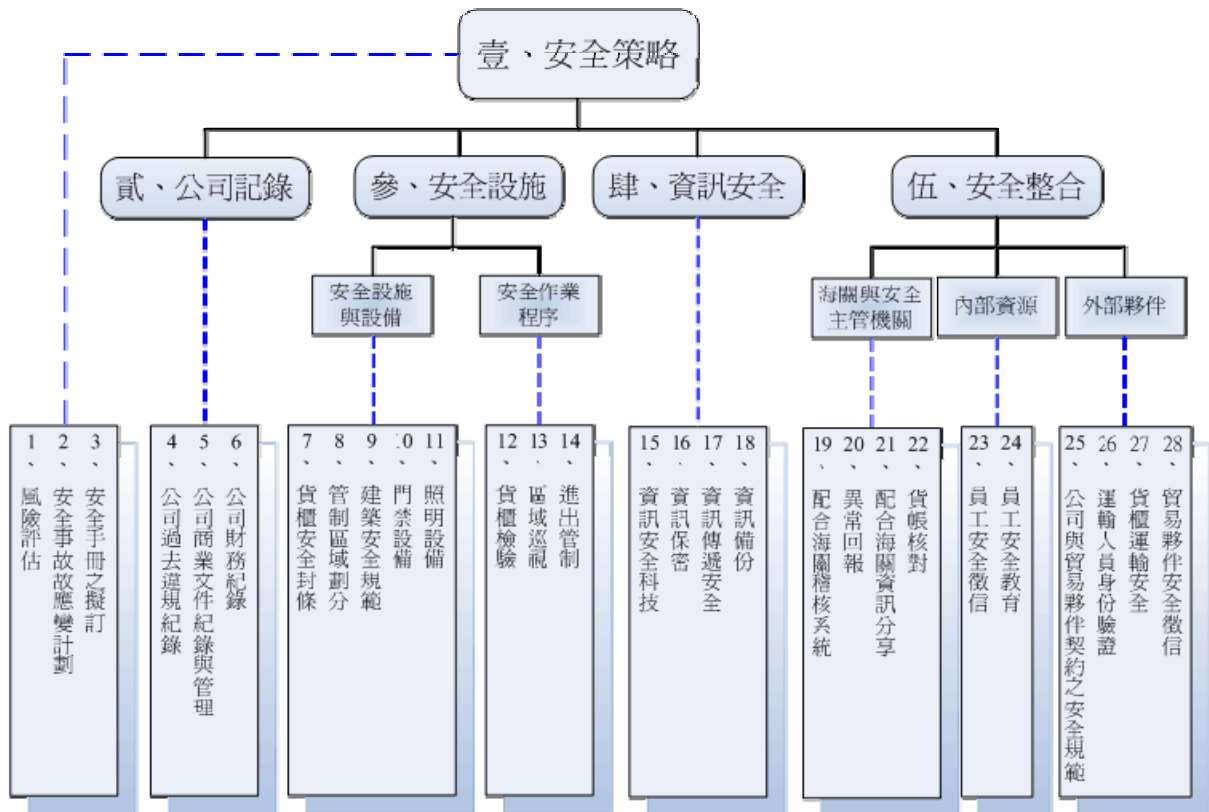 壹、安全策略
貳、公司記錄
參、安全設施
肆、資訊安全
伍、安全整合
安全設施
與設備
安全作業
程序
海關與安全
主管機關
內部資源
外部夥伴
1、風險評估
2、安全事故故應變計劃
3、安全手冊之擬訂
4、公司過去違規紀錄
5、公司商業文件紀錄與管理
6、公司財務紀錄
7、貨櫃安全封條
8、管制區域劃分
9、建築安全規範
10、門禁設備
11、照明設備
12、貨櫃檢驗
13、區域巡視
14、進出管制
15、資訊安全科技
16、資訊保密
17、資訊傳遞安全
18、資訊備份
19、配合海關稽核系統
20、異常回報
21、配合海關資訊分享
22、貨帳核對
23、員工安全徵信
24、員工安全教育
25、公司與貿易夥伴契約之安全規範
26、運輸人員身份驗證
27、貨櫃運輸安全
28、貿易夥伴安全徵信